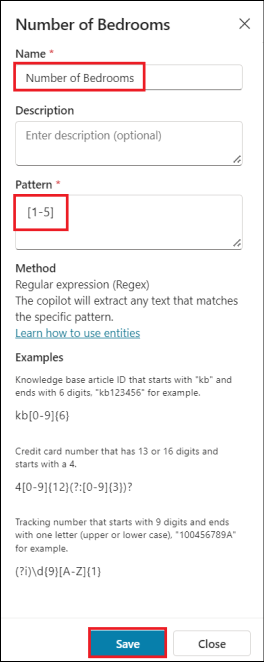 Number of Bedrooms
Name *
Number of Bedrooms
Description
Enter description (optional)
Pattern *
[1-5]
Method
Regular expression (Regex)
The copilot will extract any text that matches
the specific pattern.
Learn how to use entities
Examples
Knowledge base article ID that starts with "kb" and
ends with 6 digits, "kb123456" for example.
kb[0-9]{6}
Credit card number that has 13 or 16 digits and
starts with a 4.
4[0-9]{12}(?:[0-9]{3})?
Tracking number that starts with 9 digits and ends
with one letter (upper or lower case), "100456789A"
for example.
(?i)\d{9}[A-Z]{1}
Save
Close